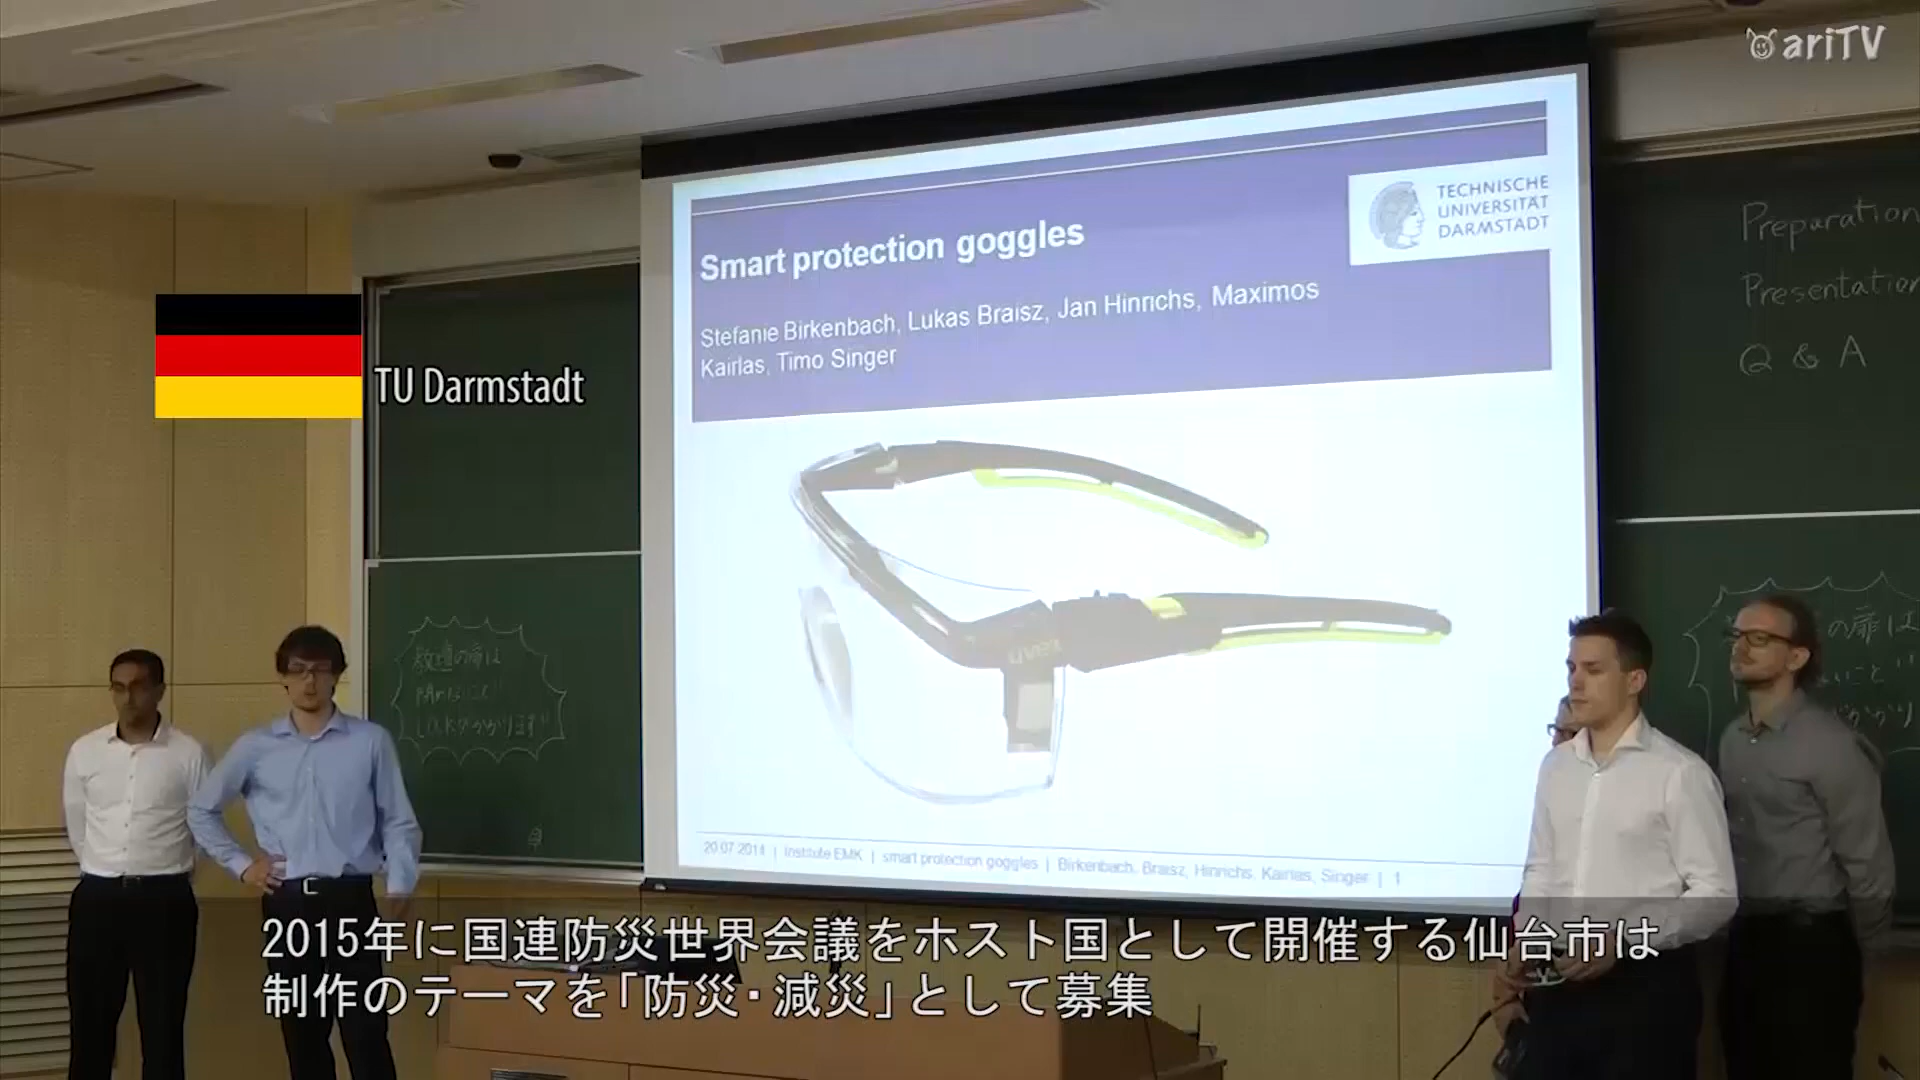 ariTV
TECHNISCHE
UNIVERSITÄT
DARMSTADT
Smart protection goggles
Stefanie Birkenbach, Lukas Braisz, Jan Hinrichs, Maximos
Kairlas, Timo Singer
TU Darmstadt
Preparation
Presentation
Q & A
uvex
の扉は
20.07.2014 | Institute EMK | smart protection goggles | Birkenbach, Braisz, Hinrichs, Kairlas, Singer | 1
2015年に国連防災世界会議をホスト国として開催する仙台市は
制作のテーマを「防災・減災」として募集